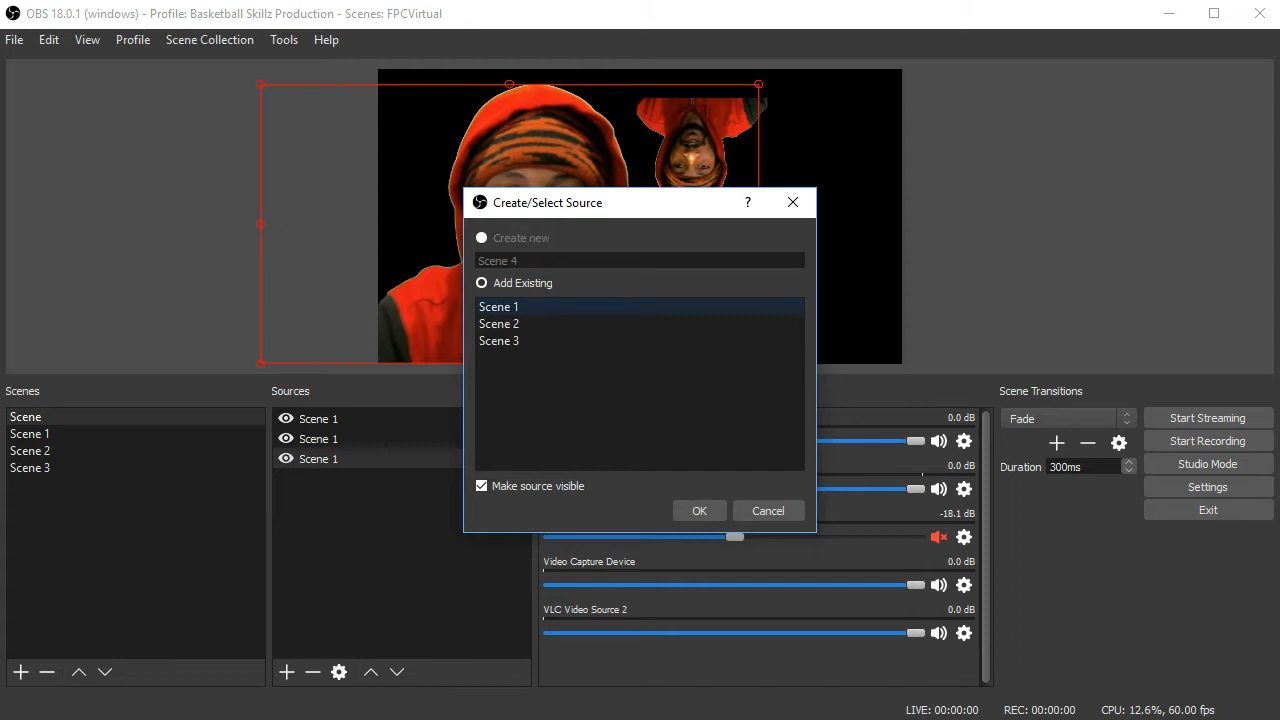 OBS 18.0.1 (windows) - Profile: Basketball Skillz Production - Scenes: FPCVirtual
File Edit View Profile Scene Collection Tools Help
Create/Select Source ?
Create new
Scene 4
Add Existing
Scene 1
Scene 2
Scene 3
Make source visible
OK Cancel
Scenes
Scene
Scene 1
Scene 2
Scene 3
Sources
Scene 1
Scene 1
Scene 1
0.0 dB
0.0 dB
-18.1 dB
Video Capture Device 0.0 dB
VLC Video Source 2 0.0 dB
Scene Transitions
Fade
Duration 300ms
Start Streaming
Start Recording
Studio Mode
Settings
Exit
LIVE: 00:00:00 REC: 00:00:00 CPU: 12.6%, 60.00 fps